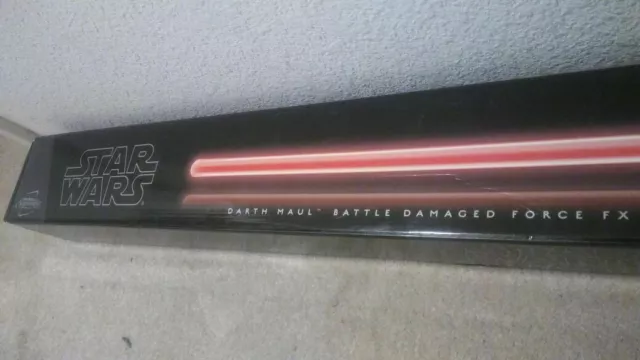 STAR
WARS
DARTH MAUL™ BATTLE DAMAGED FORCE FX